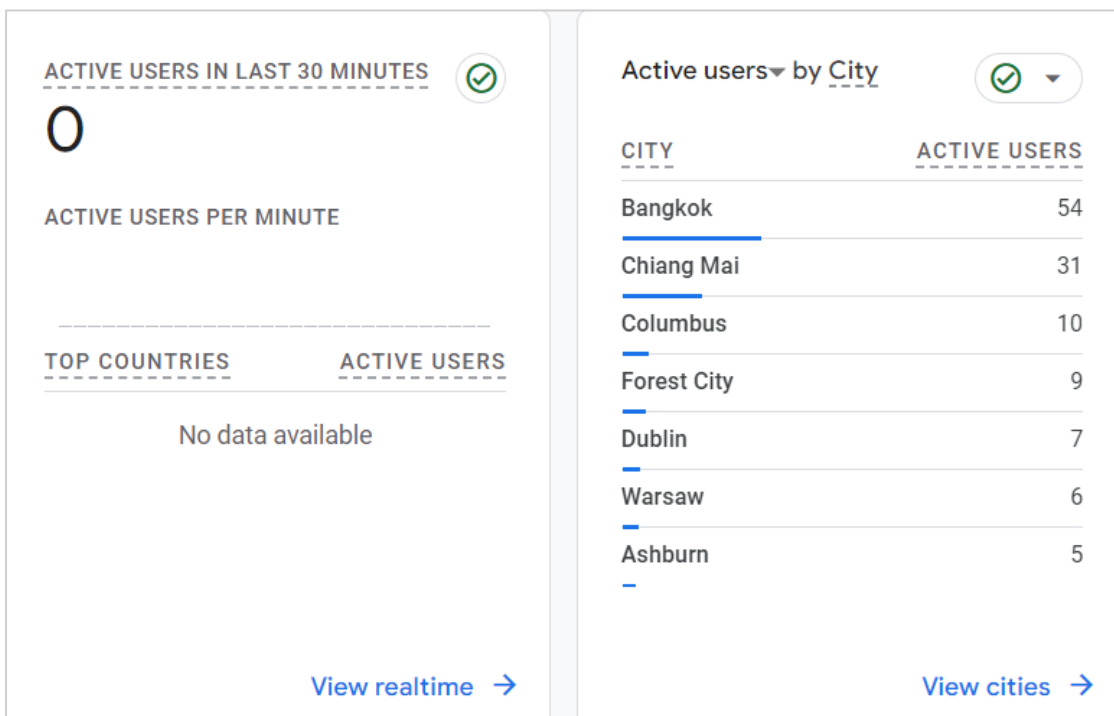 ACTIVE USERS IN LAST 30 MINUTES
0
ACTIVE USERS PER MINUTE
TOP COUNTRIES ACTIVE USERS
No data available
View realtime →
Active users by City
CITY ACTIVE USERS
Bangkok 54
Chiang Mai 31
Columbus 10
Forest City 9
Dublin 7
Warsaw 6
Ashburn 5
View cities →